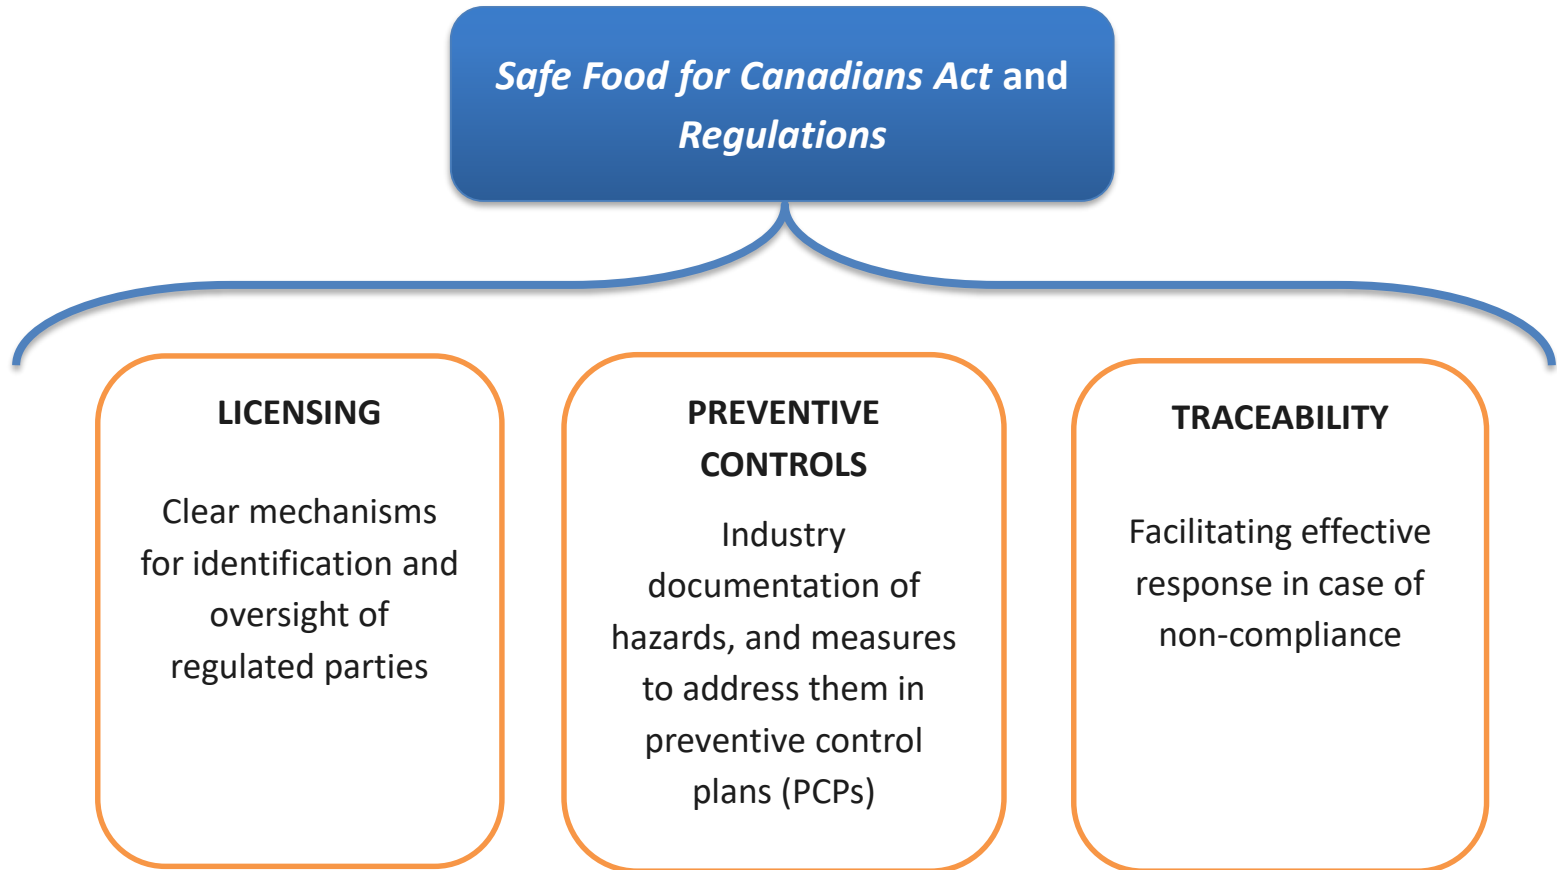 Safe Food for Canadians Act and
Regulations
LICENSING
Clear mechanisms
for identification and
oversight of
regulated parties
PREVENTIVE
CONTROLS
Industry
documentation of
hazards, and measures
to address them in
preventive control
plans (PCPs)
TRACEABILITY
Facilitating effective
response in case of
non-compliance